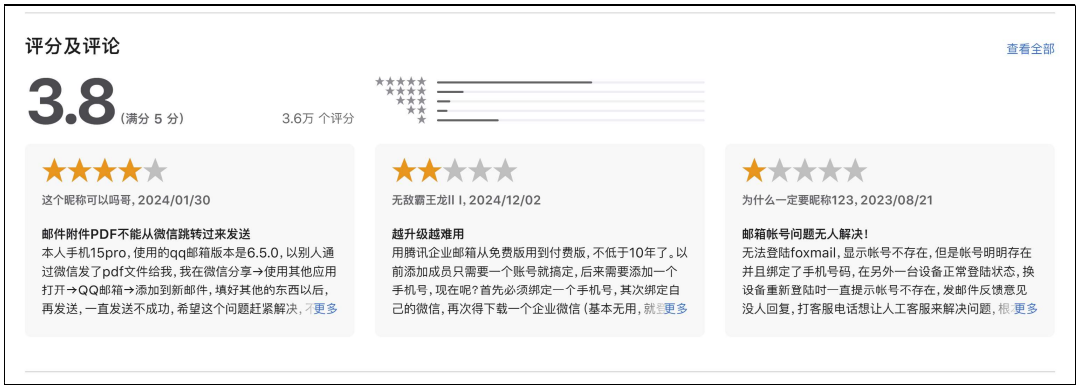 评分及评论
查看全部
3.8
(满分 5 分)
3.6万 个评分
这个昵称可以吗哥, 2024/01/30
邮件附件PDF不能从微信跳转过来发送
本人手机15pro，使用的qq邮箱版本是6.5.0，以别人通
过微信发了pdf文件给我，我在微信分享→使用其他应用
打开→QQ邮箱→添加到新邮件，填好其他的东西以后，
再发送，一直发送不成功，希望这个问题赶紧解决，不更多
无敌霸王龙ll l, 2024/12/02
越升级越难用
用腾讯企业邮箱从免费版用到付费版，不低于10年了。以
前添加成员只需要一个账号就搞定，后来需要添加一个
手机号，现在呢？首先必须绑定一个手机号，其次绑定自
己的微信，再次得下载一个企业微信（基本无用，就更多
为什么一定要昵称123, 2023/08/21
邮箱帐号问题无人解决！
无法登陆foxmail，显示帐号不存在，但是帐号明明存在
并且绑定了手机号码，在另外一台设备正常登陆状态，换
设备重新登陆时一直提示帐号不存在，发邮件反馈意见
没人回复，打客服电话想让人工客服来解决问题，根更多